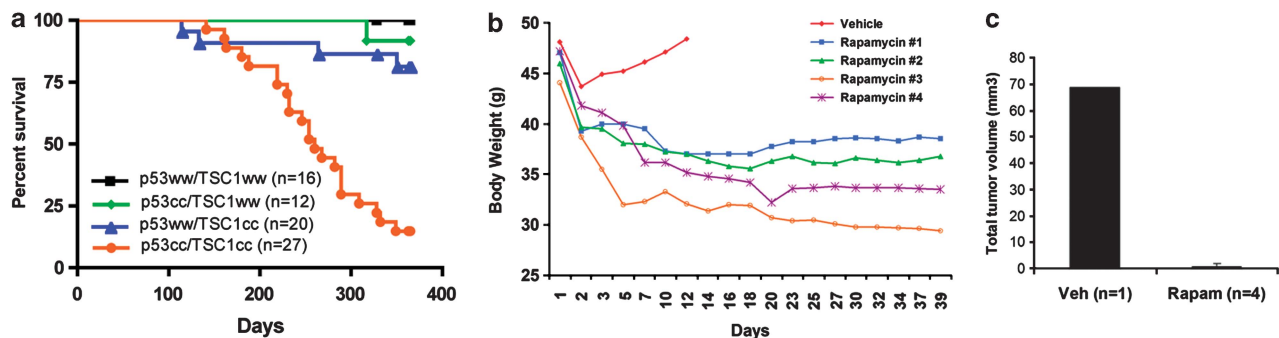 a
Percent survival
100
75
50
25
0
0 100 200 300 400
Days
p53ww/TSC1ww (n=16)
p53cc/TSC1ww (n=12)
p53ww/TSC1cc (n=20)
p53cc/TSC1cc (n=27)
b
Body Weight (g)
50
45
40
35
30
25
1 2 3 5 7 10 12 14 16 18 20 23 25 27 30 32 34 37 39
Days
Vehicle
Rapamycin #1
Rapamycin #2
Rapamycin #3
Rapamycin #4
c
Total tumor volume (mm3)
80
70
60
50
40
30
20
10
0
Veh (n=1) Rapam (n=4)